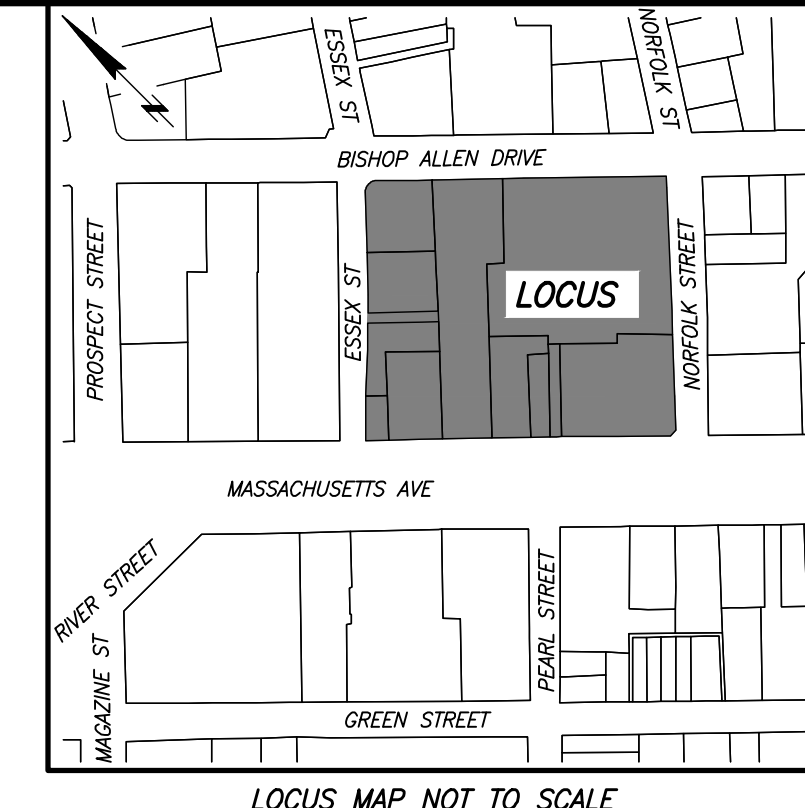 ESSEX ST
NORFOLK ST
BISHOP ALLEN DRIVE
PROSPECT STREET
ESSEX ST
LOCUS
NORFOLK STREET
MASSACHUSETTS AVE
RIVER STREET
PEARL STREET
MAGAZINE ST
GREEN STREET
LOCUS MAP NOT TO SCALE